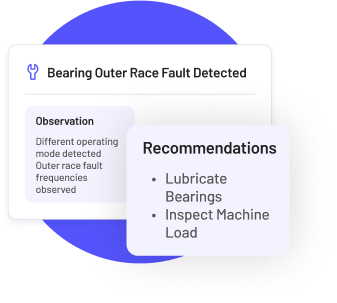 Bearing Outer Race Fault Detected
Observation
Different operating
mode detected
Outer race fault
frequencies
observed
Recommendations
• Lubricate
Bearings
• Inspect Machine
Load